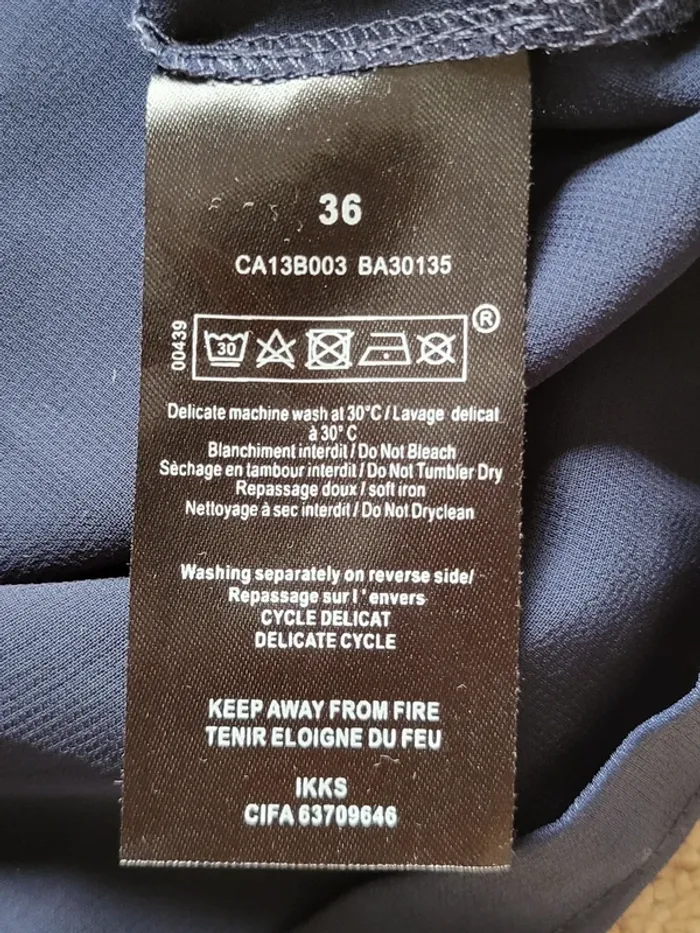 36
CA13B003 BA30135
00439
30
®
Delicate machine wash at 30°C / Lavage delicat
à 30° C
Blanchiment interdit / Do Not Bleach
Sèchage en tambour interdit / Do Not Tumbler Dry
Repassage doux / soft iron
Nettoyage à sec interdit / Do Not Dryclean
Washing separately on reverse side/
Repassage sur l ' envers
CYCLE DELICAT
DELICATE CYCLE
KEEP AWAY FROM FIRE
TENIR ELOIGNE DU FEU
IKKS
CIFA 63709646